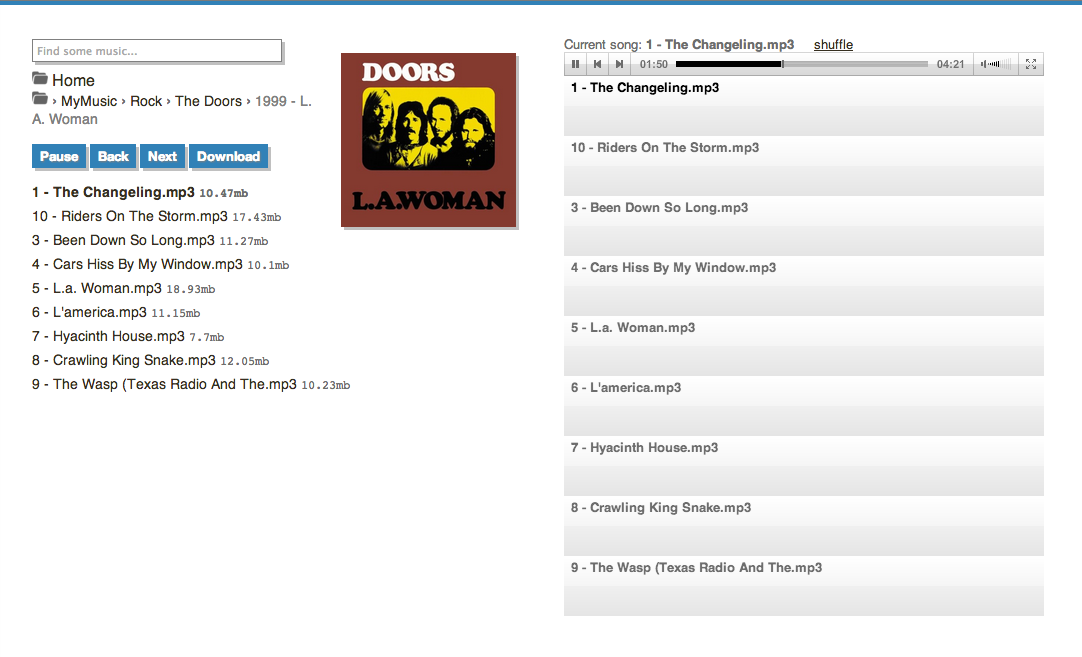 Find some music...
Home
› MyMusic › Rock › The Doors › 1999 - L.
A. Woman
Pause Back Next Download
1 - The Changeling.mp3 10.47mb
10 - Riders On The Storm.mp3 17.43mb
3 - Been Down So Long.mp3 11.27mb
4 - Cars Hiss By My Window.mp3 10.1mb
5 - L.a. Woman.mp3 18.93mb
6 - L'america.mp3 11.15mb
7 - Hyacinth House.mp3 7.7mb
8 - Crawling King Snake.mp3 12.05mb
9 - The Wasp (Texas Radio And The.mp3 10.23mb
DOORS
L.A.WOMAN
Current song: 1 - The Changeling.mp3 shuffle
01:50 04:21
1 - The Changeling.mp3
10 - Riders On The Storm.mp3
3 - Been Down So Long.mp3
4 - Cars Hiss By My Window.mp3
5 - L.a. Woman.mp3
6 - L'america.mp3
7 - Hyacinth House.mp3
8 - Crawling King Snake.mp3
9 - The Wasp (Texas Radio And The.mp3